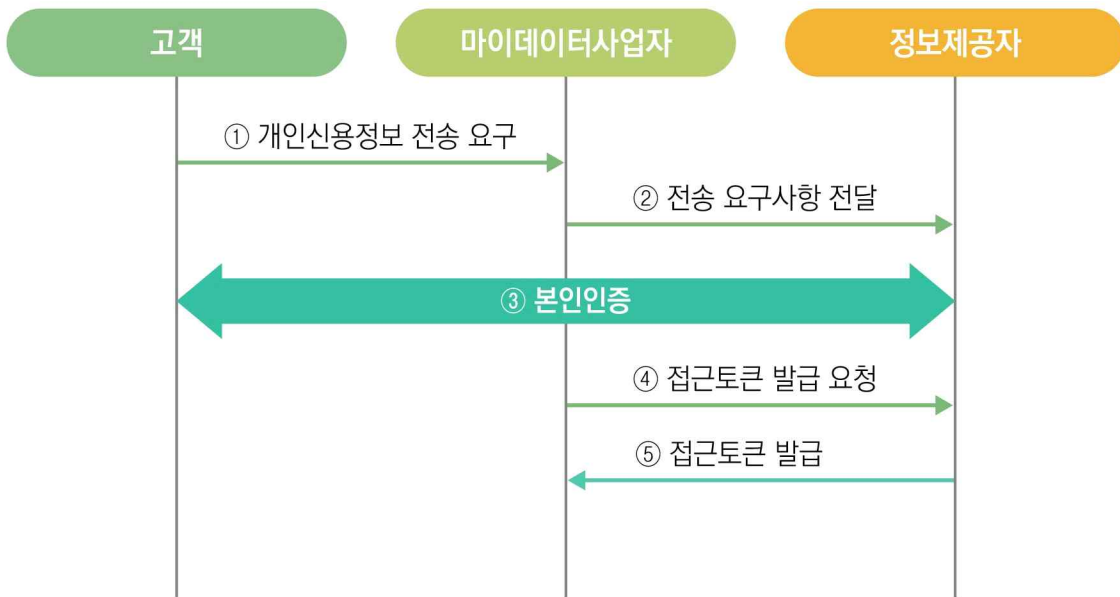 고객
마이데이터사업자
정보제공자
① 개인신용정보 전송 요구
② 전송 요구사항 전달
③ 본인인증
④ 접근토큰 발급 요청
⑤ 접근토큰 발급